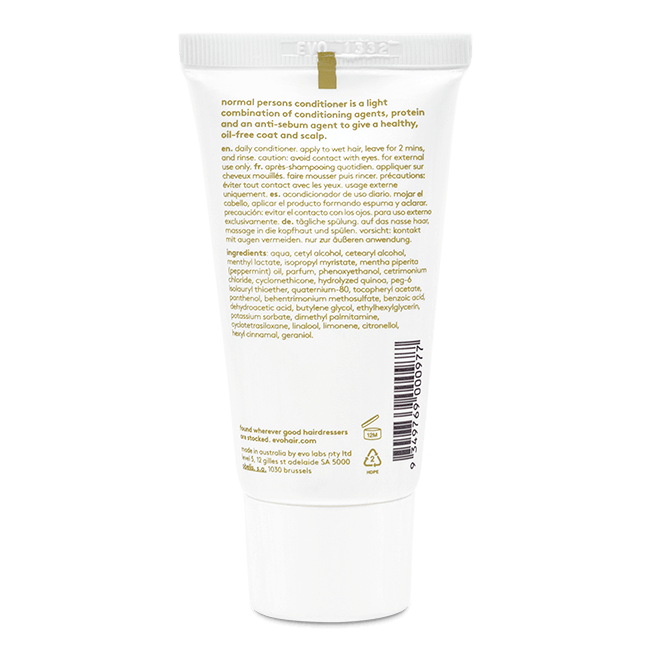 EVO 1332
normal persons conditioner is a light
combination of conditioning agents, protein
and an anti-sebum agent to give a healthy,
oil-free coat and scalp.
en. daily conditioner. apply to wet hair, leave for 2 mins,
and rinse. caution: avoid contact with eyes. for external
use only. fr. après-shampooing quotidien. appliquer sur
cheveux mouillés. faire mousser puis rincer. précautions:
éviter tout contact avec les yeux. usage externe
uniquement. es. acondicionador de uso diario. mojar el
cabello, aplicar el producto formando espuma y aclarar.
precaución: evitar el contacto con los ojos. para uso externo
exclusivamente. de. tägliche spülung. auf das nasse haar,
massage in die kopfhaut und spülen. vorsicht: kontakt
mit augen vermeiden. nur zur äußeren anwendung.
ingredients: aqua, cetyl alcohol, cetearyl alcohol,
menthyl lactate, isopropyl myristate, mentha piperita
(peppermint) oil, parfum, phenoxyethanol, cetrimonium
chloride, cyclomethicone, hydrolyzed quinoa, peg-6
isolauryl thioether, quaternium-80, tocopheryl acetate,
panthenol, behentrimonium methosulfate, benzoic acid,
dehydroacetic acid, butylene glycol, ethylhexylglycerin,
potassium sorbate, dimethyl palmitamine,
cyclotetrasiloxane, linalool, limonene, citronellol,
hexyl cinnamal, geraniol.
found wherever good hairdressers
are stocked. evohair.com
made in australia by evo labs pty ltd
level 5, 12 gilles st adelaide SA 5000
sbelo, s.a. 1030 brussels
12M
2
HDPE
9 349769 000977